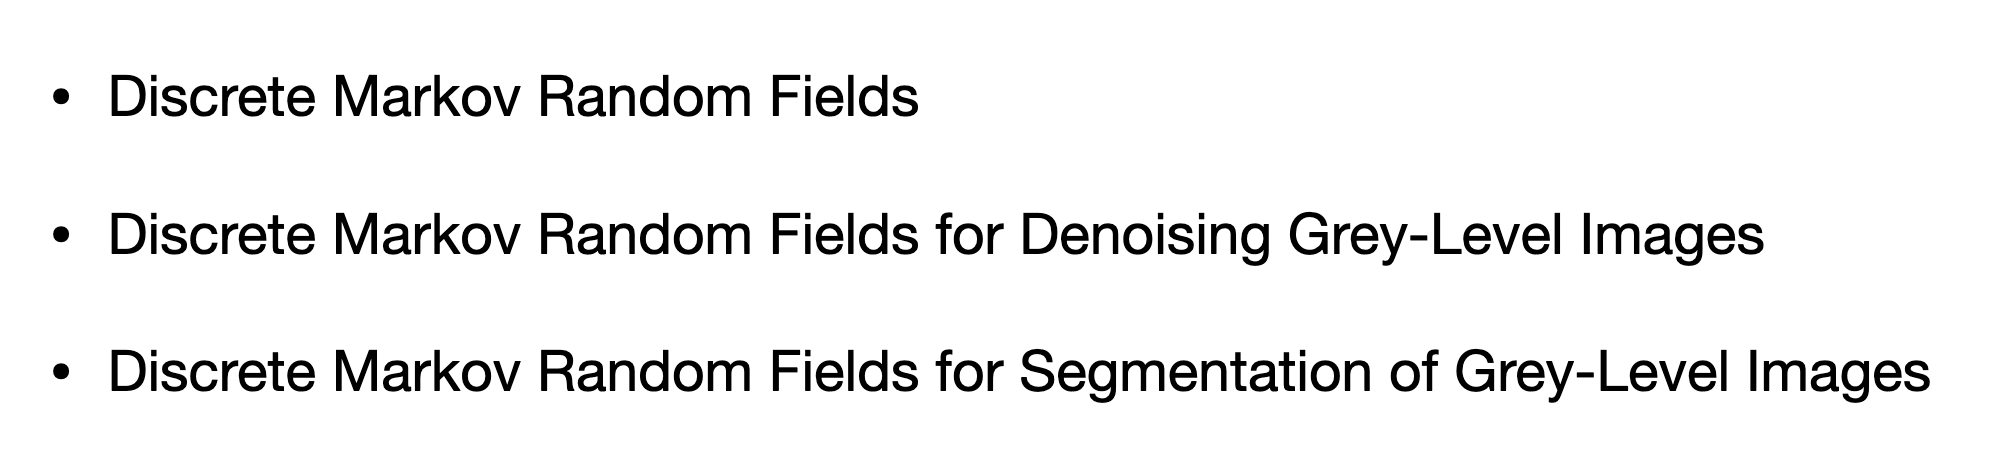 • Discrete Markov Random Fields
• Discrete Markov Random Fields for Denoising Grey-Level Images
• Discrete Markov Random Fields for Segmentation of Grey-Level Images